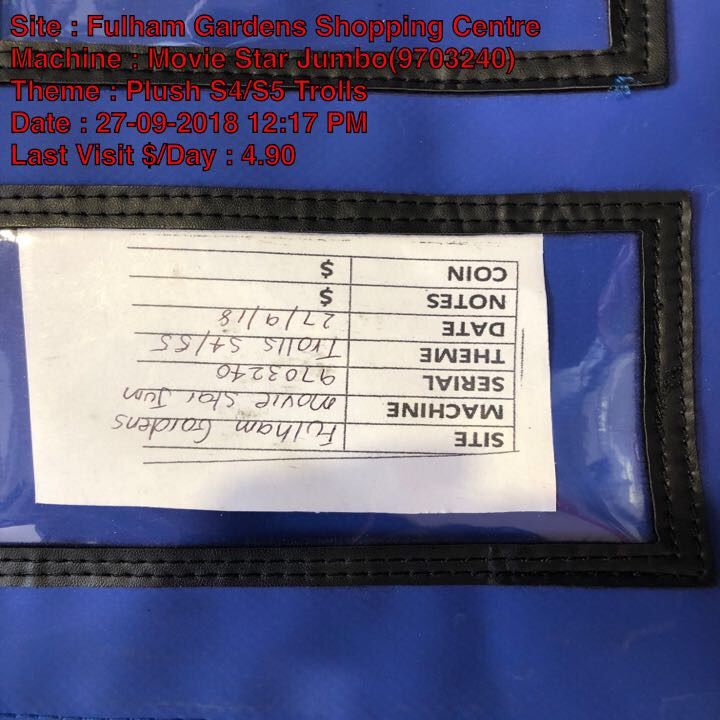 Site : Fulham Gardens Shopping Centre
Machine : Movie Star Jumbo(9703240)
Theme : Plush S4/S5 Trolls
Date : 27-09-2018 12:17 PM
Last Visit $/Day : 4.90
SITE Fulham Gardens
MACHINE Movie Star Jum
SERIAL 9703240
THEME Trolls S4/S5
DATE 27/9/18
NOTES $
COIN $